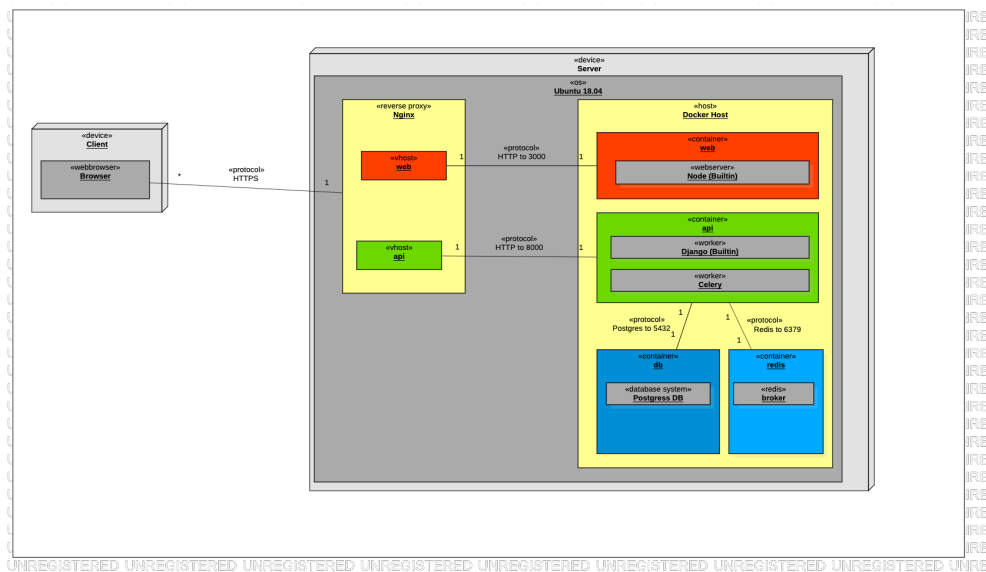 «device»
Server
«os»
Ubuntu 18.04
«reverse proxy»
Nginx
«host»
Docker Host
«device»
Client
«webbrowser»
Browser
«protocol»
HTTPS
*
1
«vhost»
web
1
«protocol»
HTTP to 3000
1
«container»
web
«webserver»
Node (Builtin)
«vhost»
api
1
«protocol»
HTTP to 8000
1
«container»
api
«worker»
Django (Builtin)
«worker»
Celery
1
«protocol»
Postgres to 5432
1
1
«protocol»
Redis to 6379
1
«container»
db
«database system»
Postgress DB
«container»
redis
«redis»
broker
UNREGISTERED UNREGISTERED UNREGISTERED UNREGISTERED UNREGISTERED UNREGISTERED UNREGISTERED UNREGISTERED UNRE